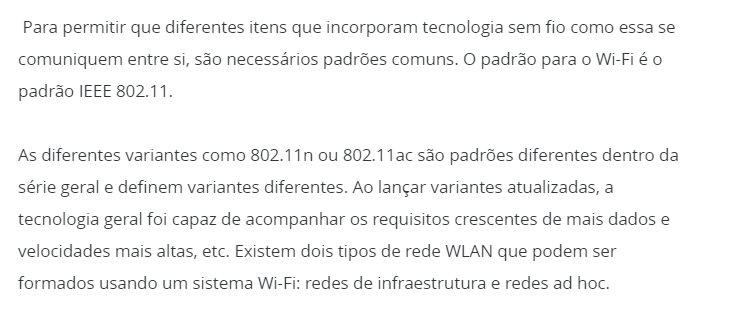 Para permitir que diferentes itens que incorporam tecnologia sem fio como essa se
comuniquem entre si, são necessários padrões comuns. O padrão para o Wi-Fi é o
padrão IEEE 802.11.
As diferentes variantes como 802.11n ou 802.11ac são padrões diferentes dentro da
série geral e definem variantes diferentes. Ao lançar variantes atualizadas, a
tecnologia geral foi capaz de acompanhar os requisitos crescentes de mais dados e
velocidades mais altas, etc. Existem dois tipos de rede WLAN que podem ser
formados usando um sistema Wi-Fi: redes de infraestrutura e redes ad hoc.